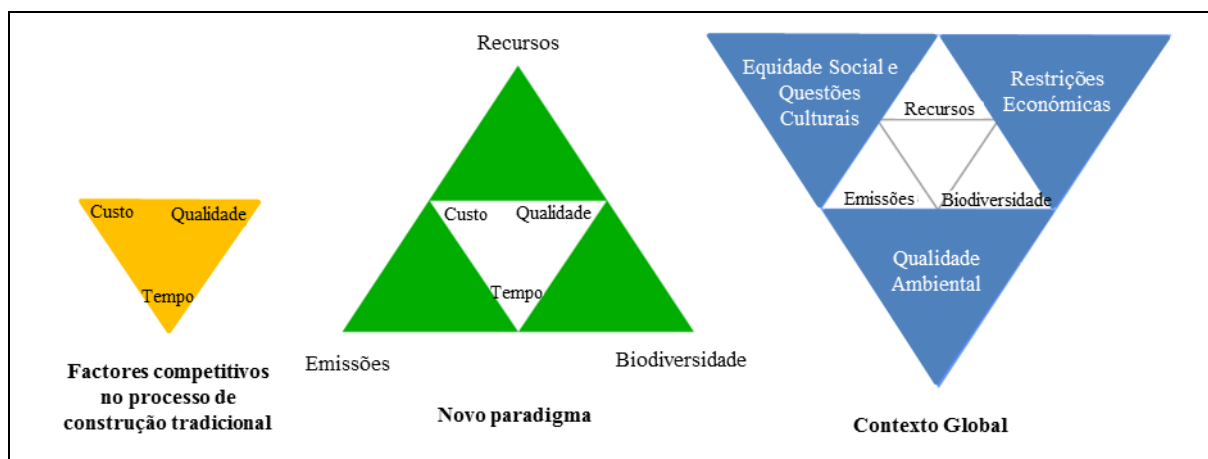 Custo
Qualidade
Tempo
Factores competitivos
no processo de
construção tradicional
Recursos
Custo
Qualidade
Tempo
Emissões
Biodiversidade
Novo paradigma
Equidade Social e
Questões
Culturais
Restrições
Económicas
Recursos
Emissões
Biodiversidade
Qualidade
Ambiental
Contexto Global